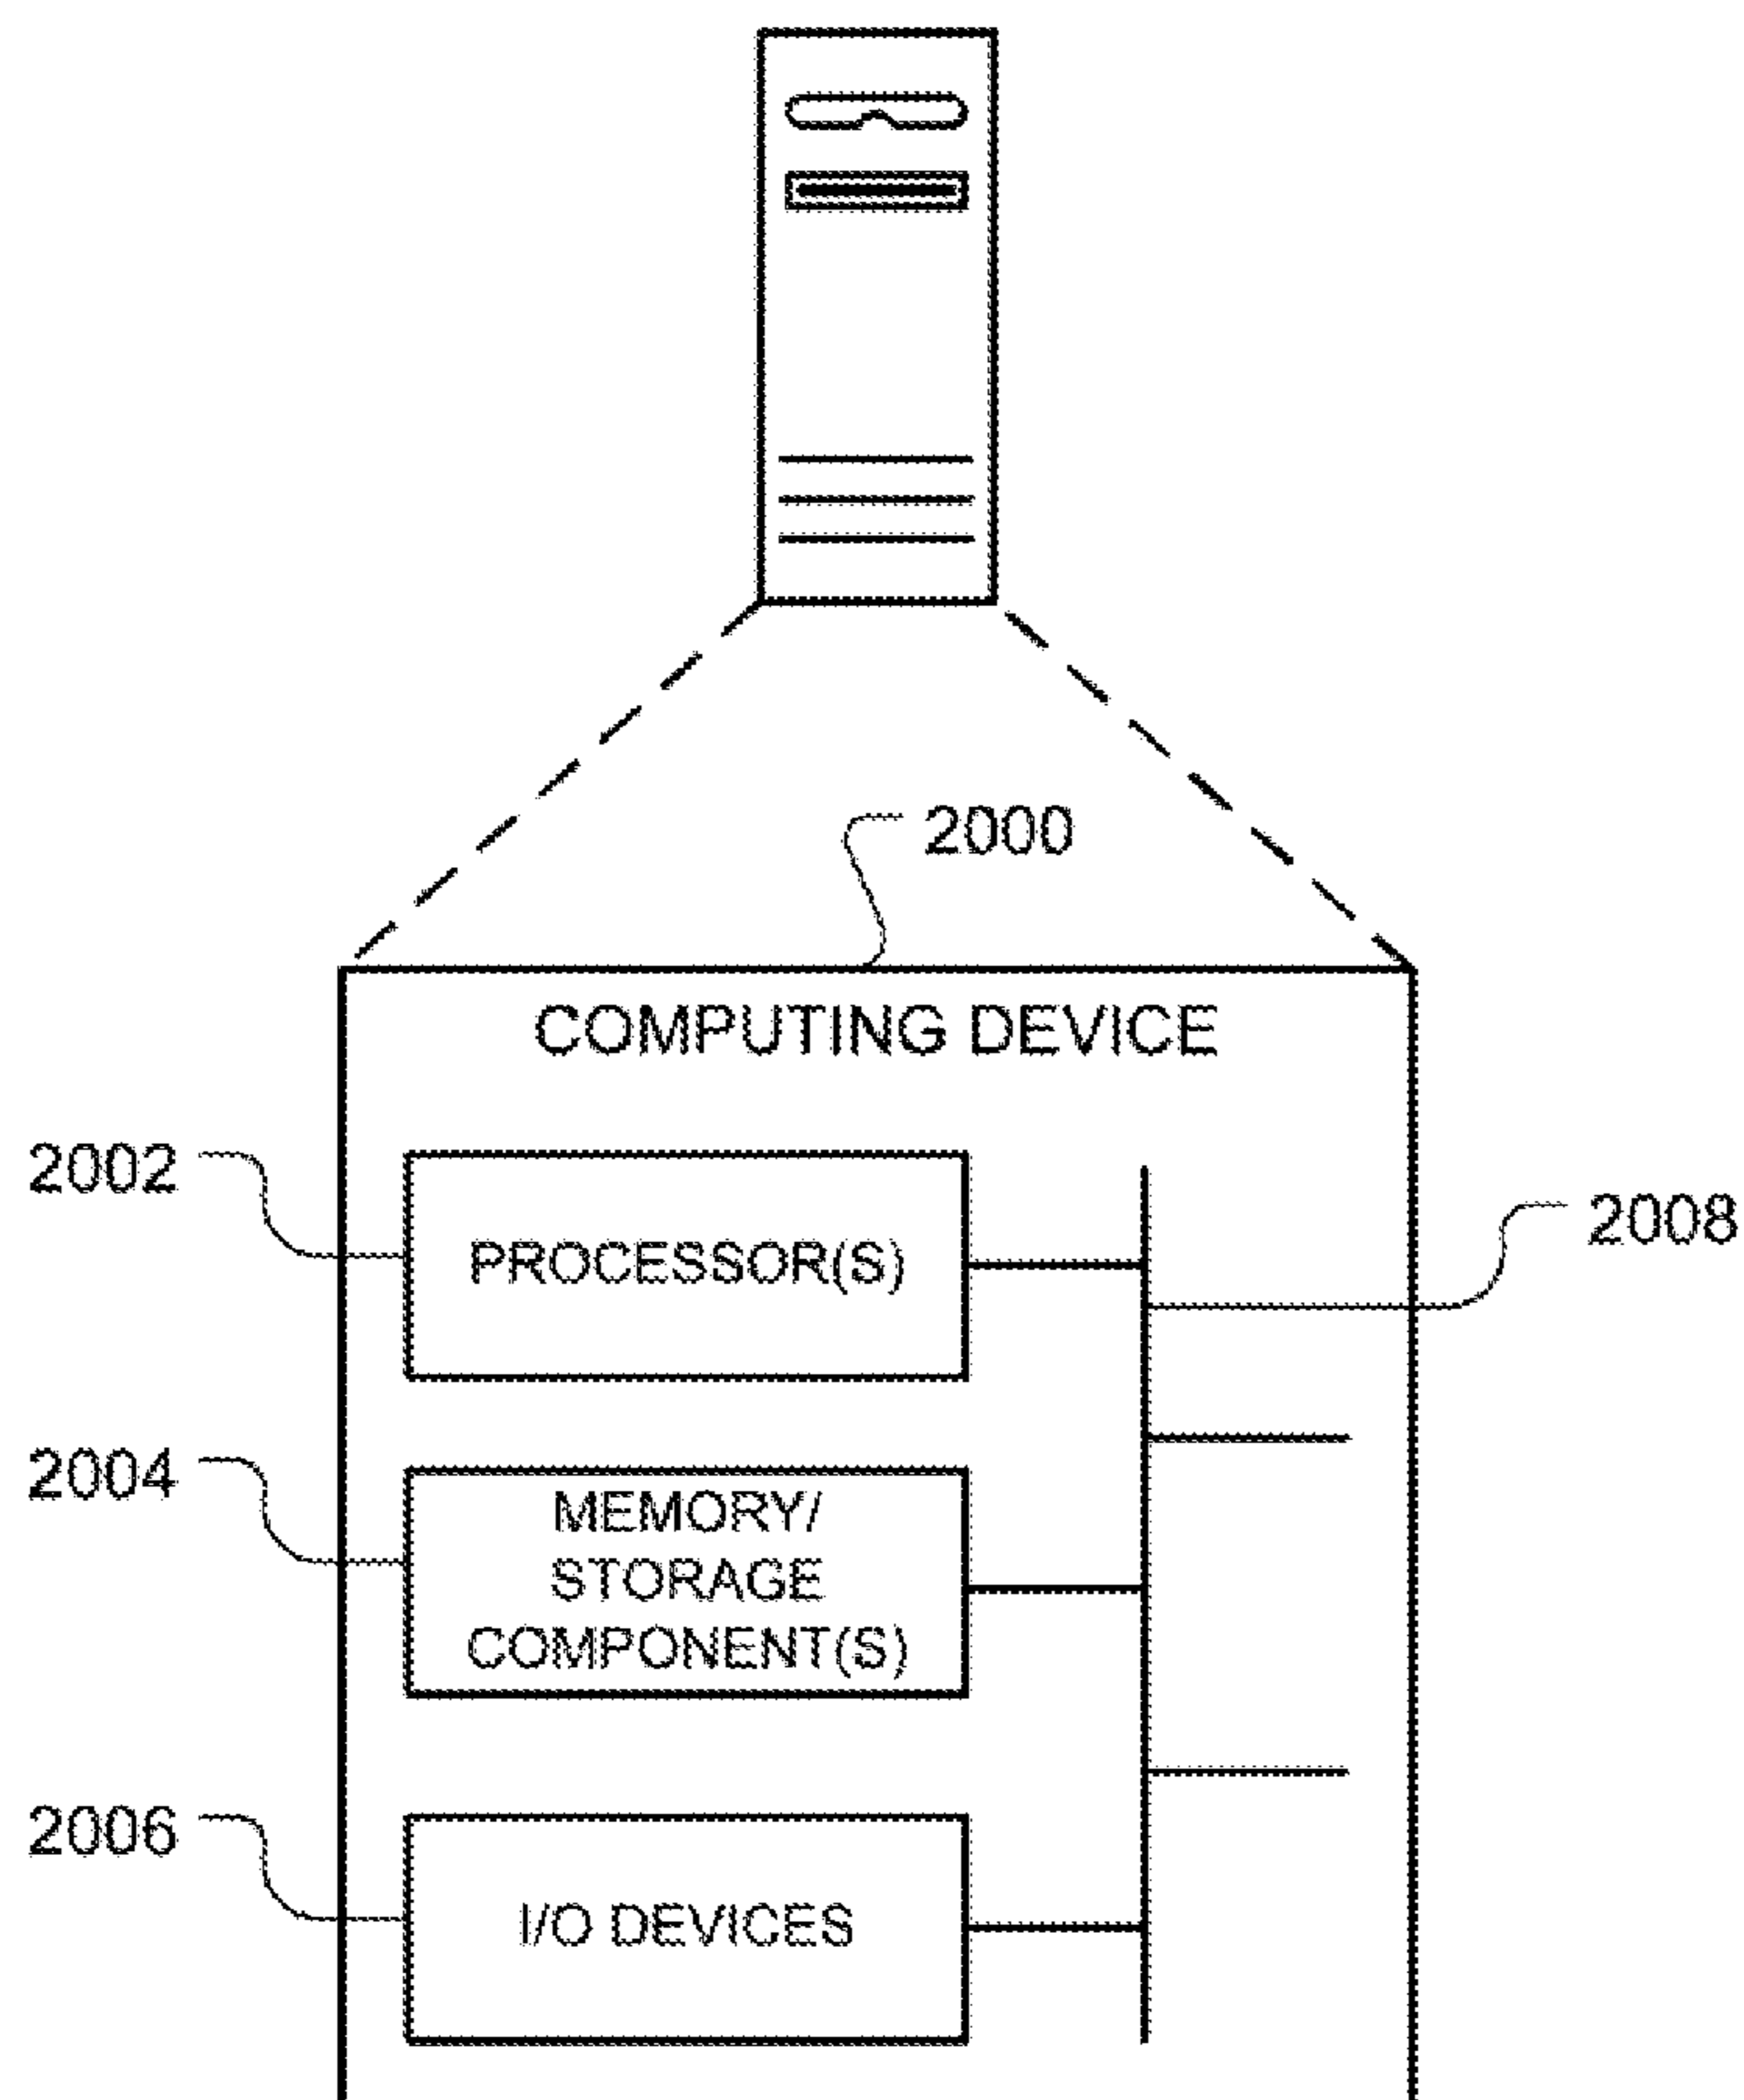 2000
COMPUTING DEVICE
2002
PROCESSOR(S)
2008
2004
MEMORY/
STORAGE
COMPONENT(S)
2006
I/O DEVICES